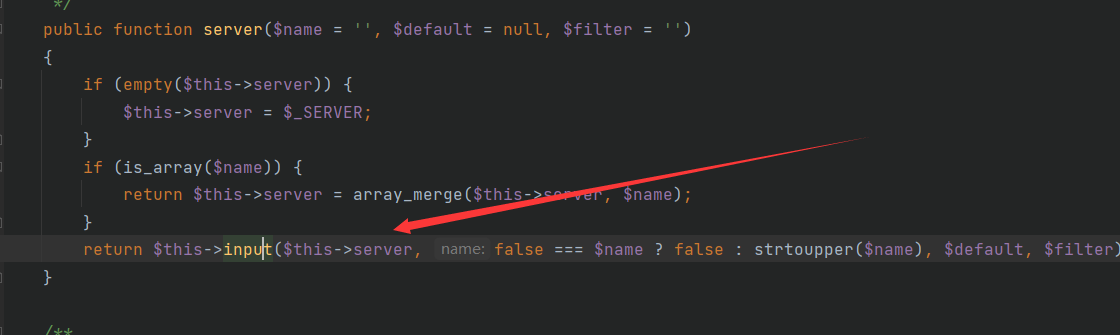 */
public function server($name = '', $default = null, $filter = '')
{
if (empty($this->server)) {
$this->server = $_SERVER;
}
if (is_array($name)) {
return $this->server = array_merge($this->server, $name);
}
return $this->input($this->server, name: false === $name ? false : strtoupper($name), $default, $filter)
}
/**